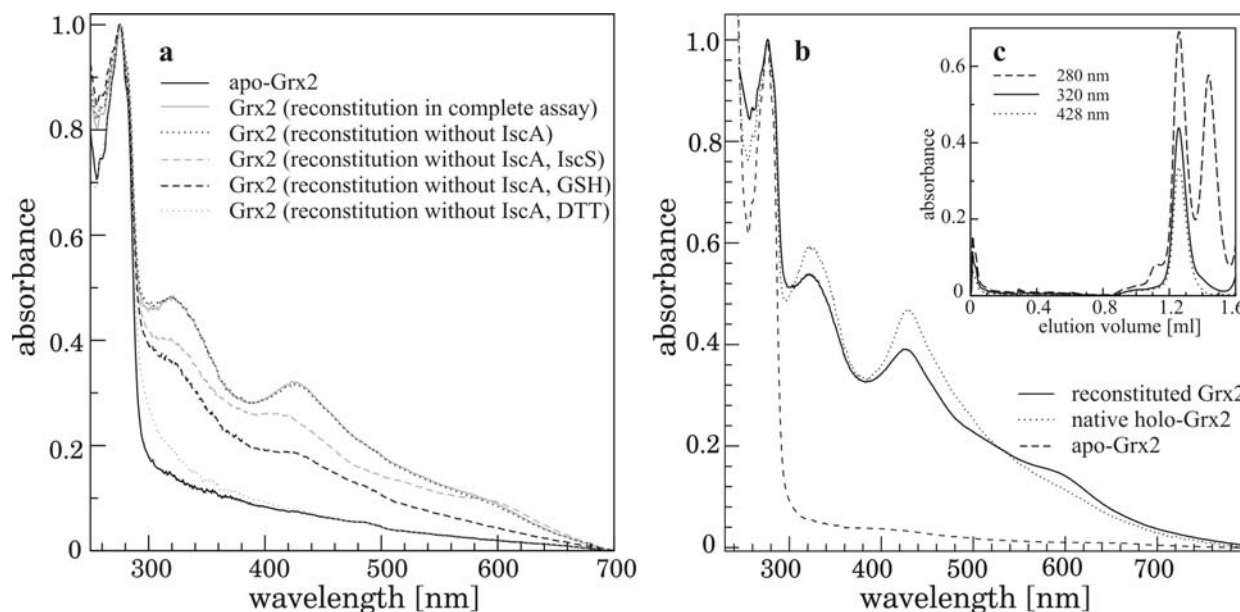 a
apo-Grx2
Grx2 (reconstitution in complete assay)
Grx2 (reconstitution without IscA)
Grx2 (reconstitution without IscA, IscS)
Grx2 (reconstitution without IscA, GSH)
Grx2 (reconstitution without IscA, DTT)
absorbance
1.0
0.8
0.6
0.4
0.2
0
300
400
500
600
700
wavelength [nm]
b
absorbance
1.0
0.8
0.6
0.4
0.2
0
300
400
500
600
700
wavelength [nm]
reconstituted Grx2
native holo-Grx2
apo-Grx2
c
280 nm
320 nm
428 nm
absorbance
0.6
0.4
0.2
0
0
0.4
0.8
1.2
1.6
elution volume [ml]